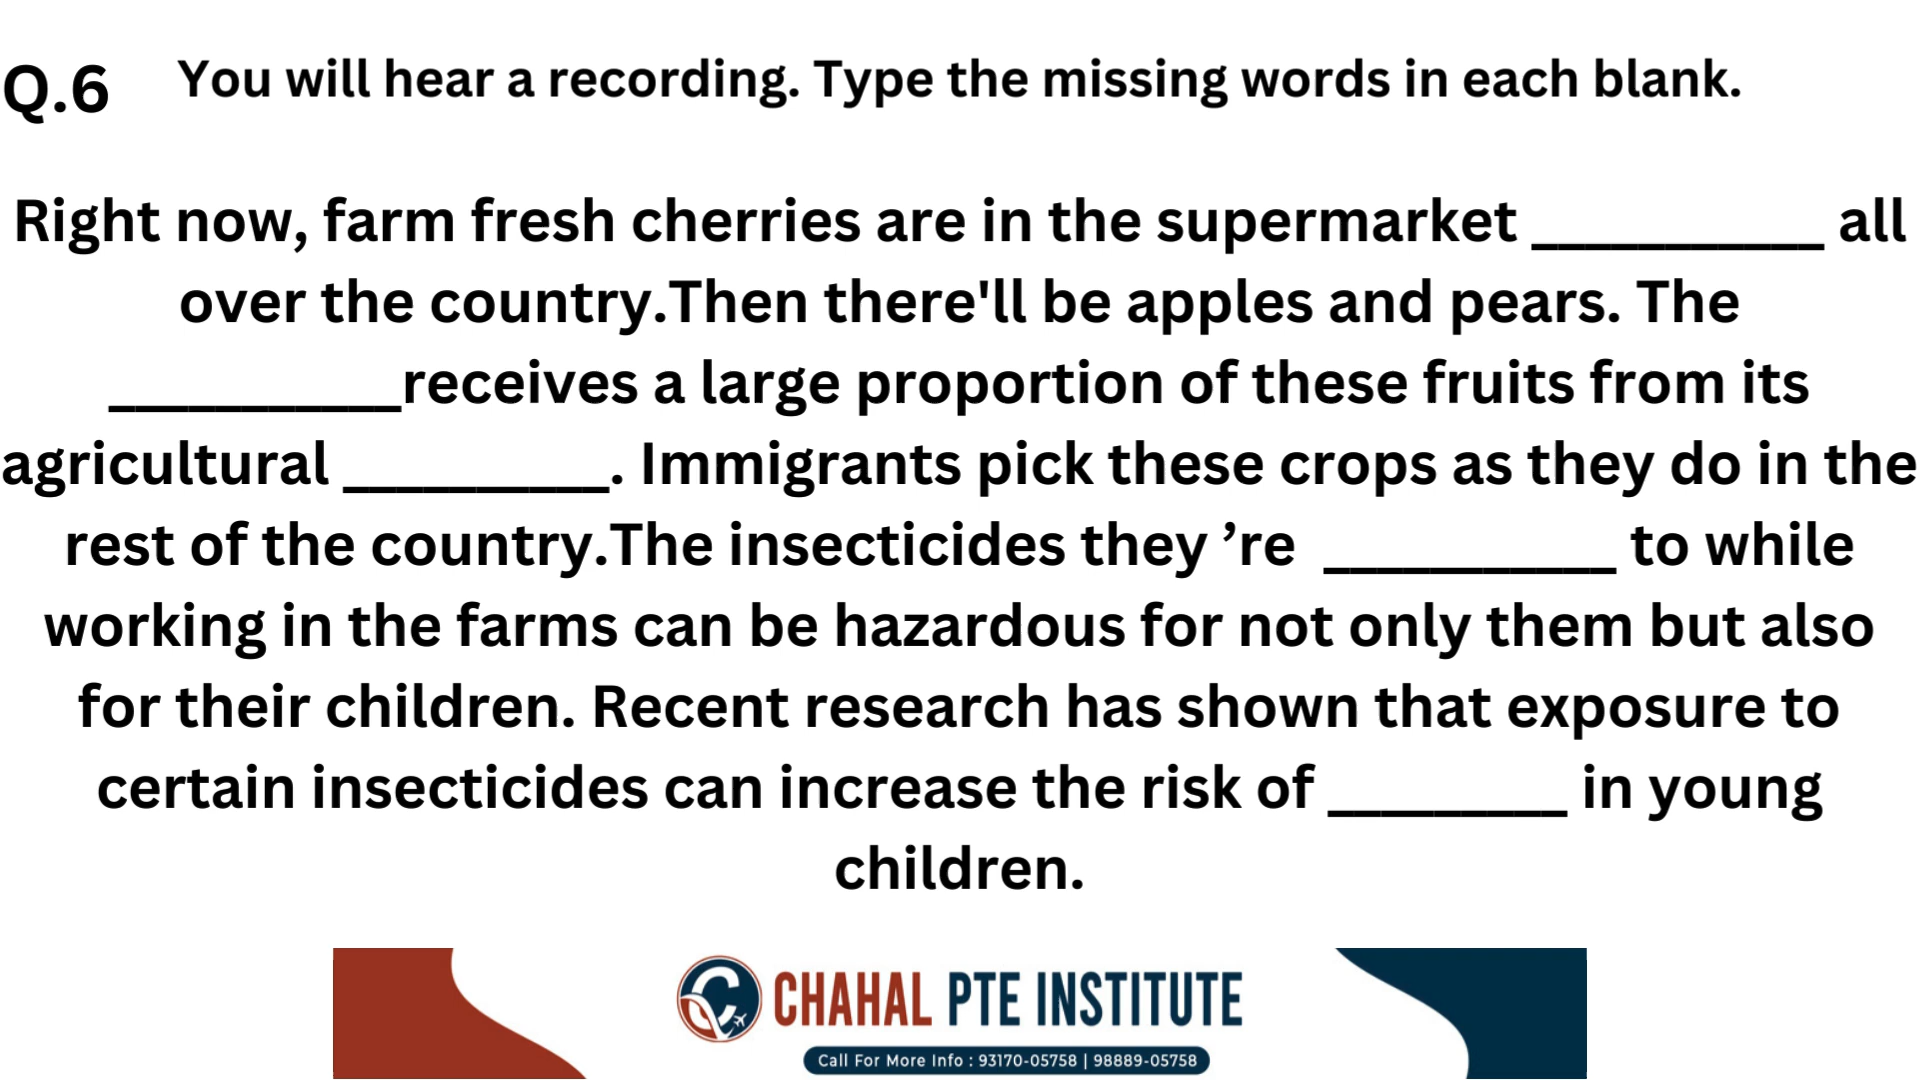 Q.6 You will hear a recording. Type the missing words in each blank.
Right now, farm fresh cherries are in the supermarket ___________ all
over the country.Then there'll be apples and pears. The
___________receives a large proportion of these fruits from its
agricultural __________. Immigrants pick these crops as they do in the
rest of the country.The insecticides they ’re ___________ to while
working in the farms can be hazardous for not only them but also
for their children. Recent research has shown that exposure to
certain insecticides can increase the risk of _________ in young
children.
CHAHAL PTE INSTITUTE
Call For More Info : 93170-05758 | 98889-05758